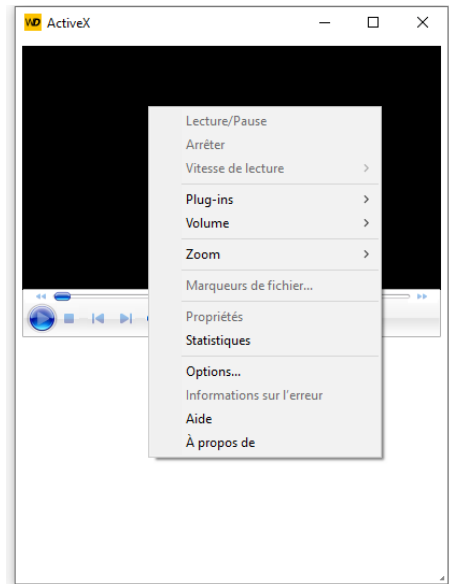 WD ActiveX
Lecture/Pause
Arrêter
Vitesse de lecture
Plug-ins
Volume
Zoom
Marqueurs de fichier...
Propriétés
Statistiques
Options...
Informations sur l'erreur
Aide
À propos de